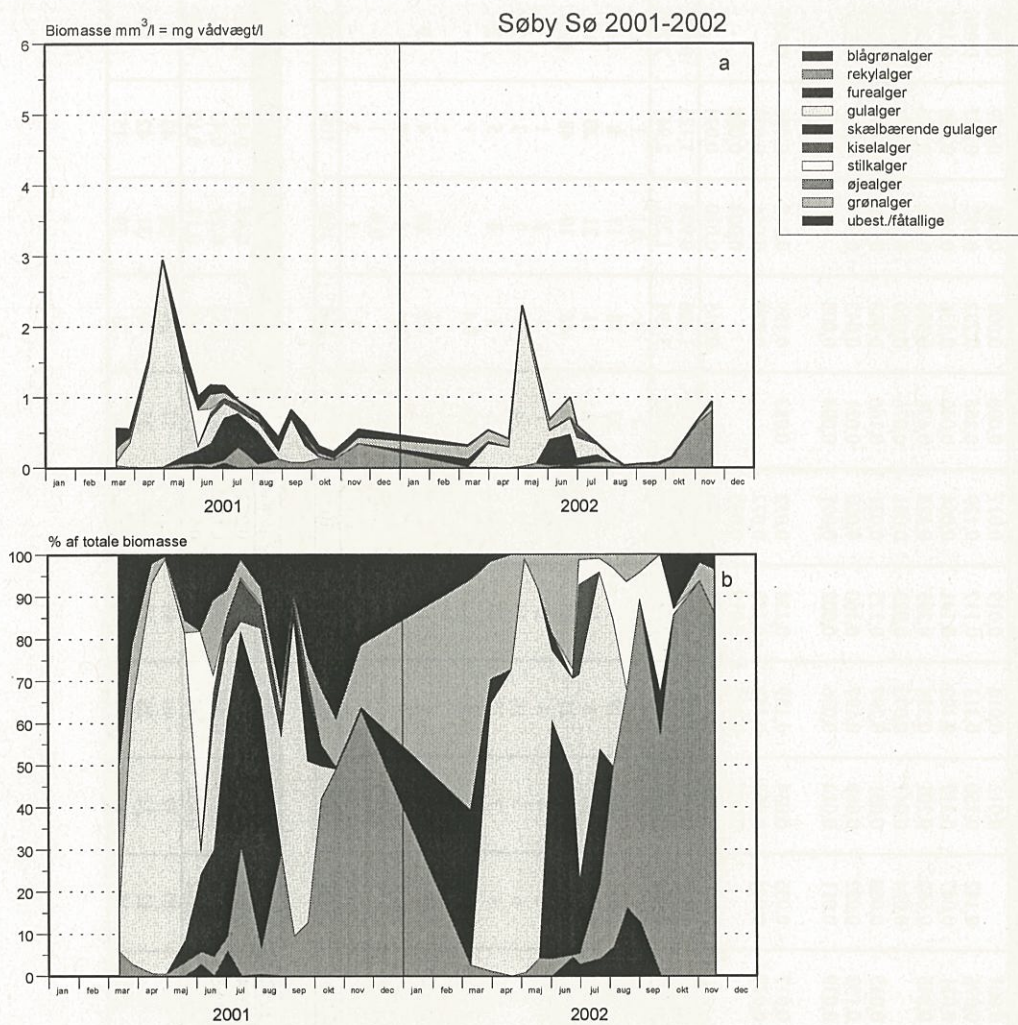 Søby Sø 2001-2002
Biomasse mm³/l = mg vådvægt/l
a
6
5
4
3
2
1
0
jan feb mar apr maj jun jul aug sep okt nov dec jan feb mar apr maj jun jul aug sep okt nov dec
2001 2002
blågrønalger
rekylalger
furealger
gulalger
skælbærende gulalger
kiselalger
stilkalger
øjealger
grønalger
ubest./fåtallige
% af totale biomasse
b
100
90
80
70
60
50
40
30
20
10
0
jan feb mar apr maj jun jul aug sep okt nov dec jan feb mar apr maj jun jul aug sep okt nov dec
2001 2002